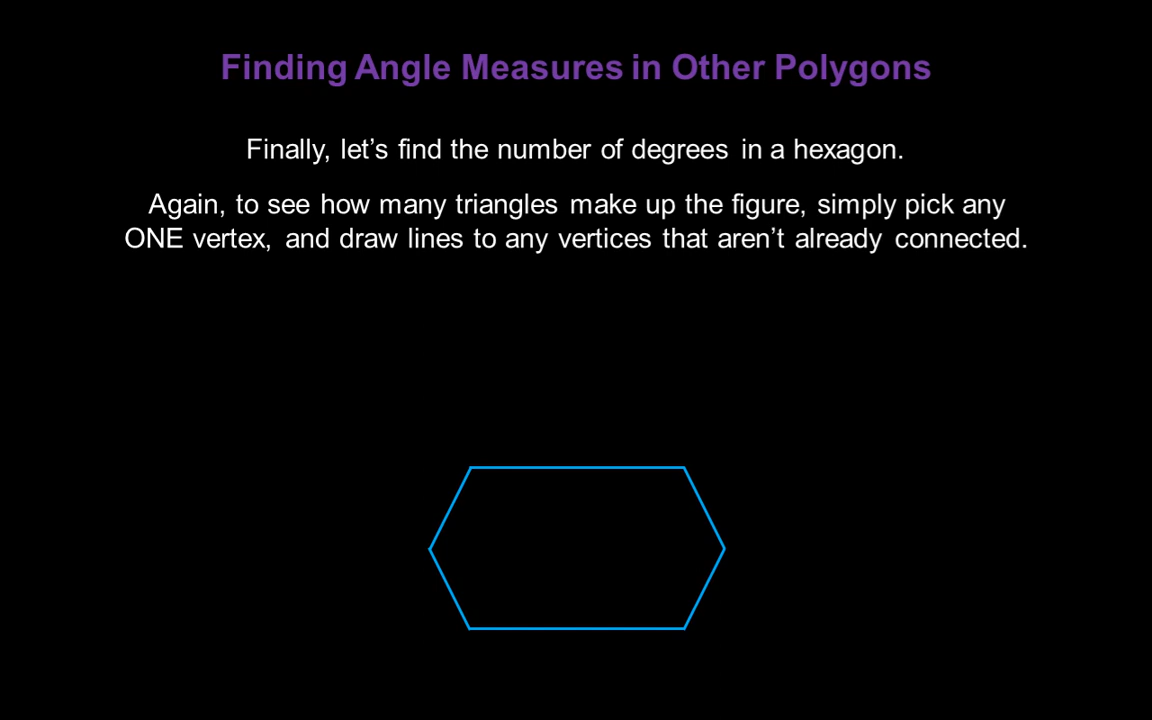 Finding Angle Measures in Other Polygons
Finally, let’s find the number of degrees in a hexagon.
Again, to see how many triangles make up the figure, simply pick any
ONE vertex, and draw lines to any vertices that aren’t already connected.